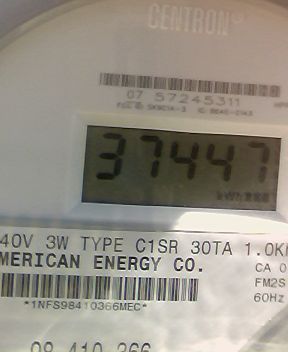 CENTRON®
07 57245311
37447
kWh
40V 3W TYPE C1SR 30TA 1.0K
MERICAN ENERGY CO.
CA 0
FM2S
60Hz
*1NFS98410366MEC*
98 410 366